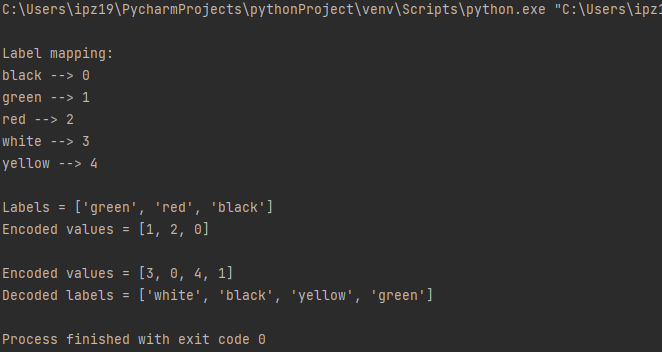 C:\Users\ipz19\PycharmProjects\pythonProject\venv\Scripts\python.exe "C:\Users\ipz1
Label mapping:
black --> 0
green --> 1
red --> 2
white --> 3
yellow --> 4
Labels = ['green', 'red', 'black']
Encoded values = [1, 2, 0]
Encoded values = [3, 0, 4, 1]
Decoded labels = ['white', 'black', 'yellow', 'green']
Process finished with exit code 0